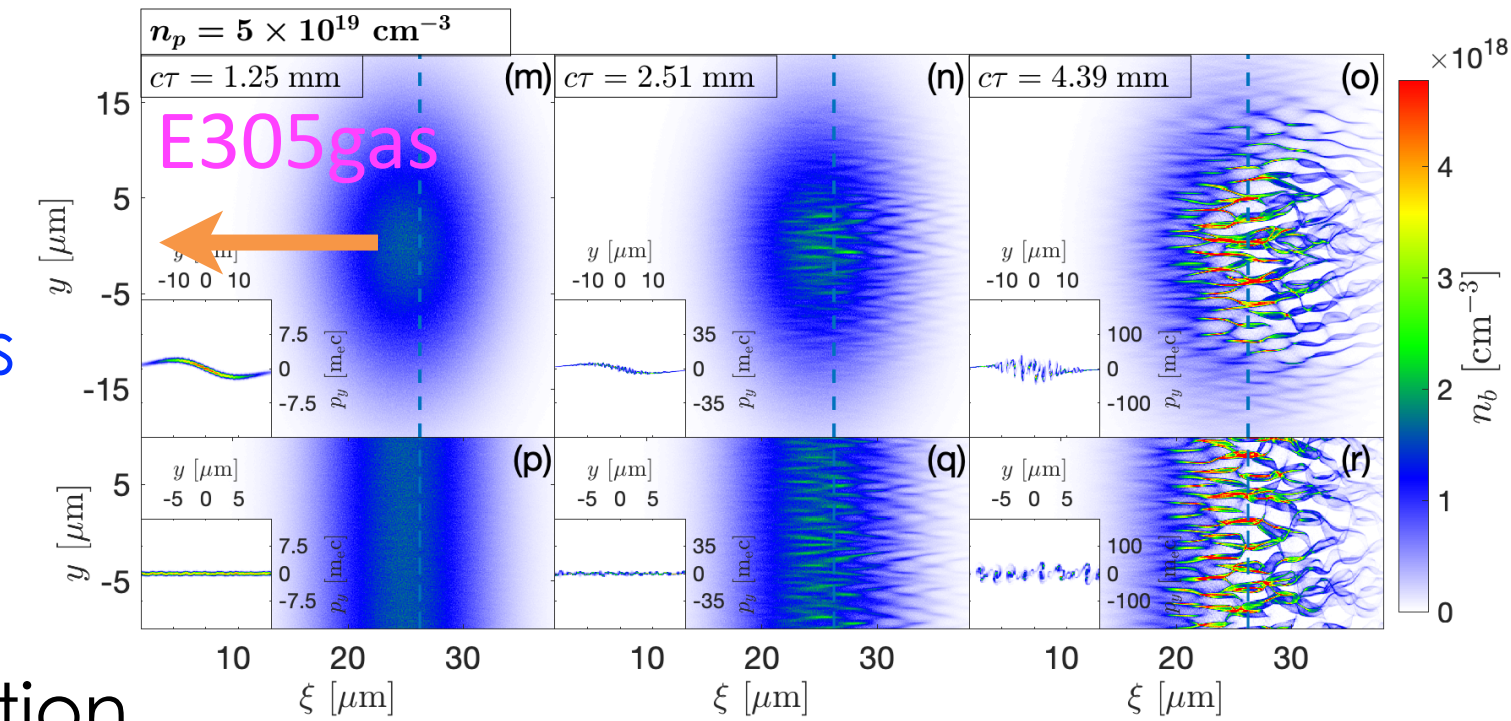 n_p = 5 × 10^19 cm^−3
cτ = 1.25 mm (m) cτ = 2.51 mm (n) cτ = 4.39 mm (o)
×10^18
E305gas
15
5
-5
-15
y [μm]
y [μm]
-10 0 10
7.5
0
-7.5
p_y [m_ec]
y [μm]
-10 0 10
35
0
-35
p_y [m_ec]
y [μm]
-10 0 10
100
0
-100
p_y [m_ec]
s
(p) (q) (r)
5
-5
y [μm]
y [μm]
-5 0 5
7.5
0
-7.5
p_y [m_ec]
y [μm]
-5 0 5
35
0
-35
p_y [m_ec]
y [μm]
-5 0 5
100
0
-100
p_y [m_ec]
10 20 30 10 20 30 10 20 30
ξ [μm] ξ [μm] ξ [μm]
4
3
2
1
0
n_b [cm^−3]
tion